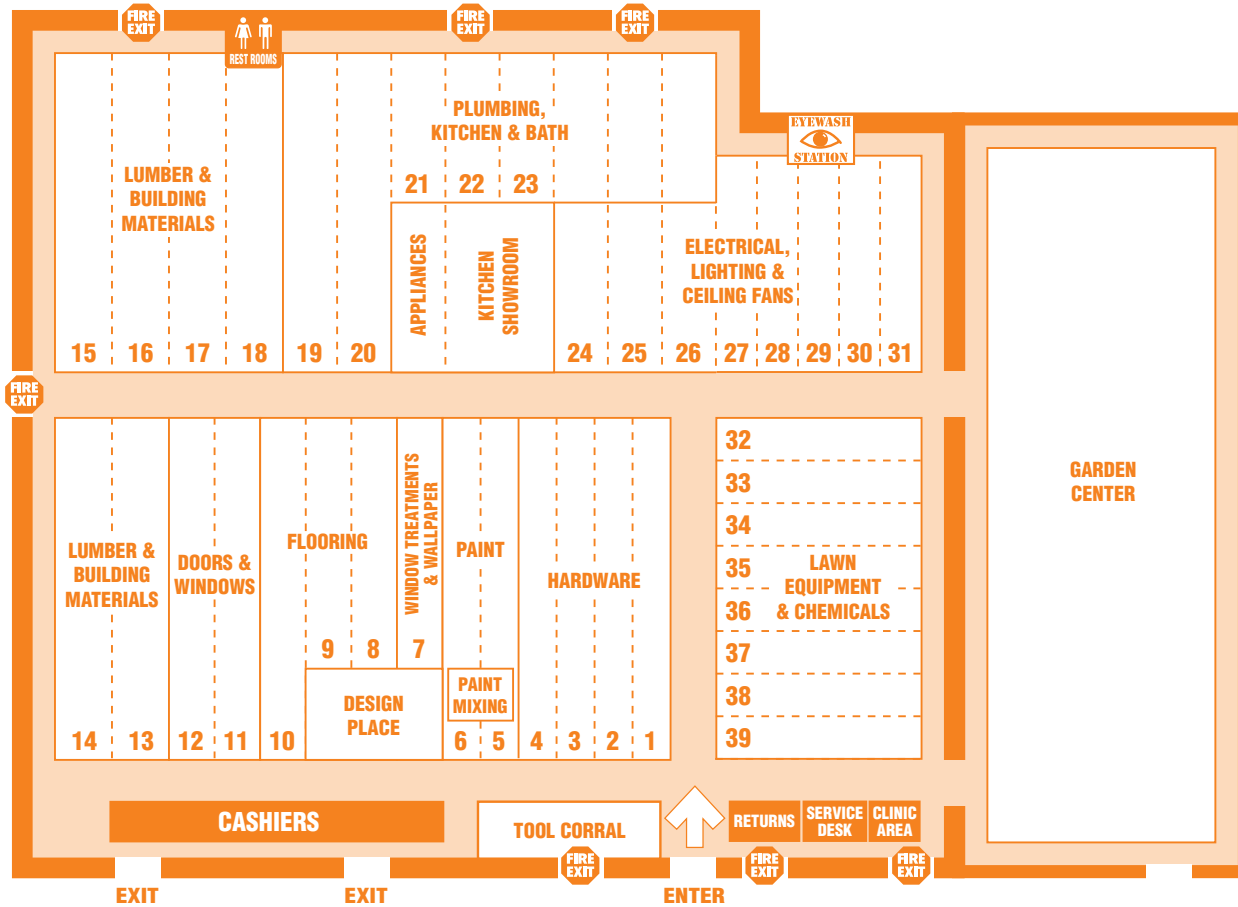 FIRE
EXIT
FIRE
EXIT
FIRE
EXIT
REST ROOMS
PLUMBING,
KITCHEN & BATH
EYEWASH
STATION
LUMBER &
BUILDING
MATERIALS
21 22 23
APPLIANCES
KITCHEN
SHOWROOM
ELECTRICAL,
LIGHTING &
CEILING FANS
15 16 17 18 19 20 24 25 26 27 28 29 30 31
FIRE
EXIT
LUMBER &
BUILDING
MATERIALS
DOORS &
WINDOWS
FLOORING
WINDOW TREATMENTS
& WALLPAPER
PAINT
HARDWARE
9 8 7
DESIGN
PLACE
PAINT
MIXING
14 13 12 11 10 6 5 4 3 2 1
32
33
34
35
36
37
38
39
LAWN
EQUIPMENT
& CHEMICALS
GARDEN
CENTER
CASHIERS
TOOL CORRAL
RETURNS
SERVICE
DESK
CLINIC
AREA
FIRE
EXIT
FIRE
EXIT
FIRE
EXIT
EXIT
EXIT
ENTER